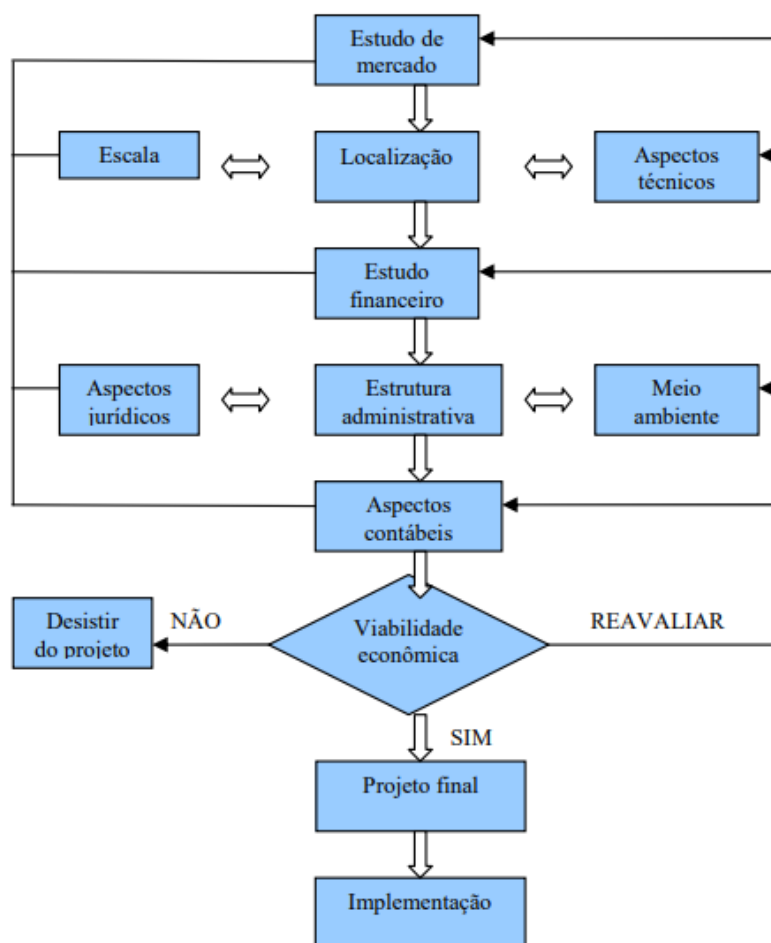 Estudo de
mercado
Escala
Localização
Aspectos
técnicos
Estudo
financeiro
Aspectos
jurídicos
Estrutura
administrativa
Meio
ambiente
Aspectos
contábeis
Desistir
do projeto
NÃO
Viabilidade
econômica
REAVALIAR
SIM
Projeto final
Implementação